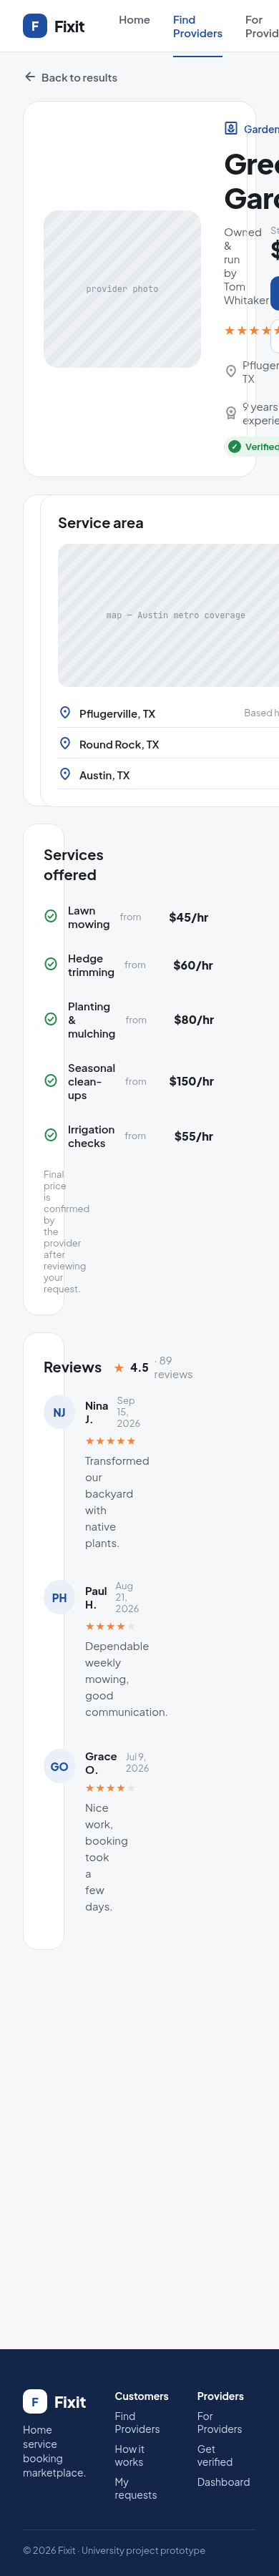 F Fixit
Home
Find
Providers
For
Provid
← Back to results
Garden
Gree
Gard
Owned
&
run
by
Tom
Whitaker
St
$
★★★★★
Pfluger
TX
9 years
experie
Verified
provider photo
Service area
map — Austin metro coverage
Pflugerville, TX
Based h
Round Rock, TX
Austin, TX
Services
offered
Lawn
mowing
from
$45/hr
Hedge
trimming
from
$60/hr
Planting
&
mulching
from
$80/hr
Seasonal
clean-
ups
from
$150/hr
Irrigation
checks
from
$55/hr
Final
price
is
confirmed
by
the
provider
after
reviewing
your
request.
Reviews ★ 4.5 · 89
reviews
NJ
Nina
J.
Sep
15,
2026
★★★★★
Transformed
our
backyard
with
native
plants.
PH
Paul
H.
Aug
21,
2026
★★★★★
Dependable
weekly
mowing,
good
communication.
GO
Grace
O.
Jul 9,
2026
★★★★★
Nice
work,
booking
took
a
few
days.
F Fixit
Home
service
booking
marketplace.
Customers
Find
Providers
How it
works
My
requests
Providers
For
Providers
Get
verified
Dashboard
© 2026 Fixit · University project prototype